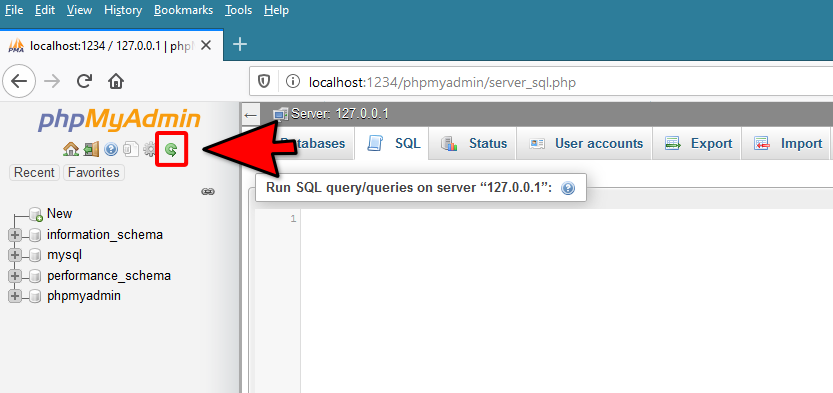 File Edit View History Bookmarks Tools Help
PMA localhost:1234 / 127.0.0.1 | phpM
localhost:1234/phpmyadmin/server_sql.php
phpMyAdmin
Server: 127.0.0.1
SQL Status User accounts Export Import
Recent Favorites
Run SQL query/queries on server “127.0.0.1”:
1
New
information_schema
mysql
performance_schema
phpmyadmin